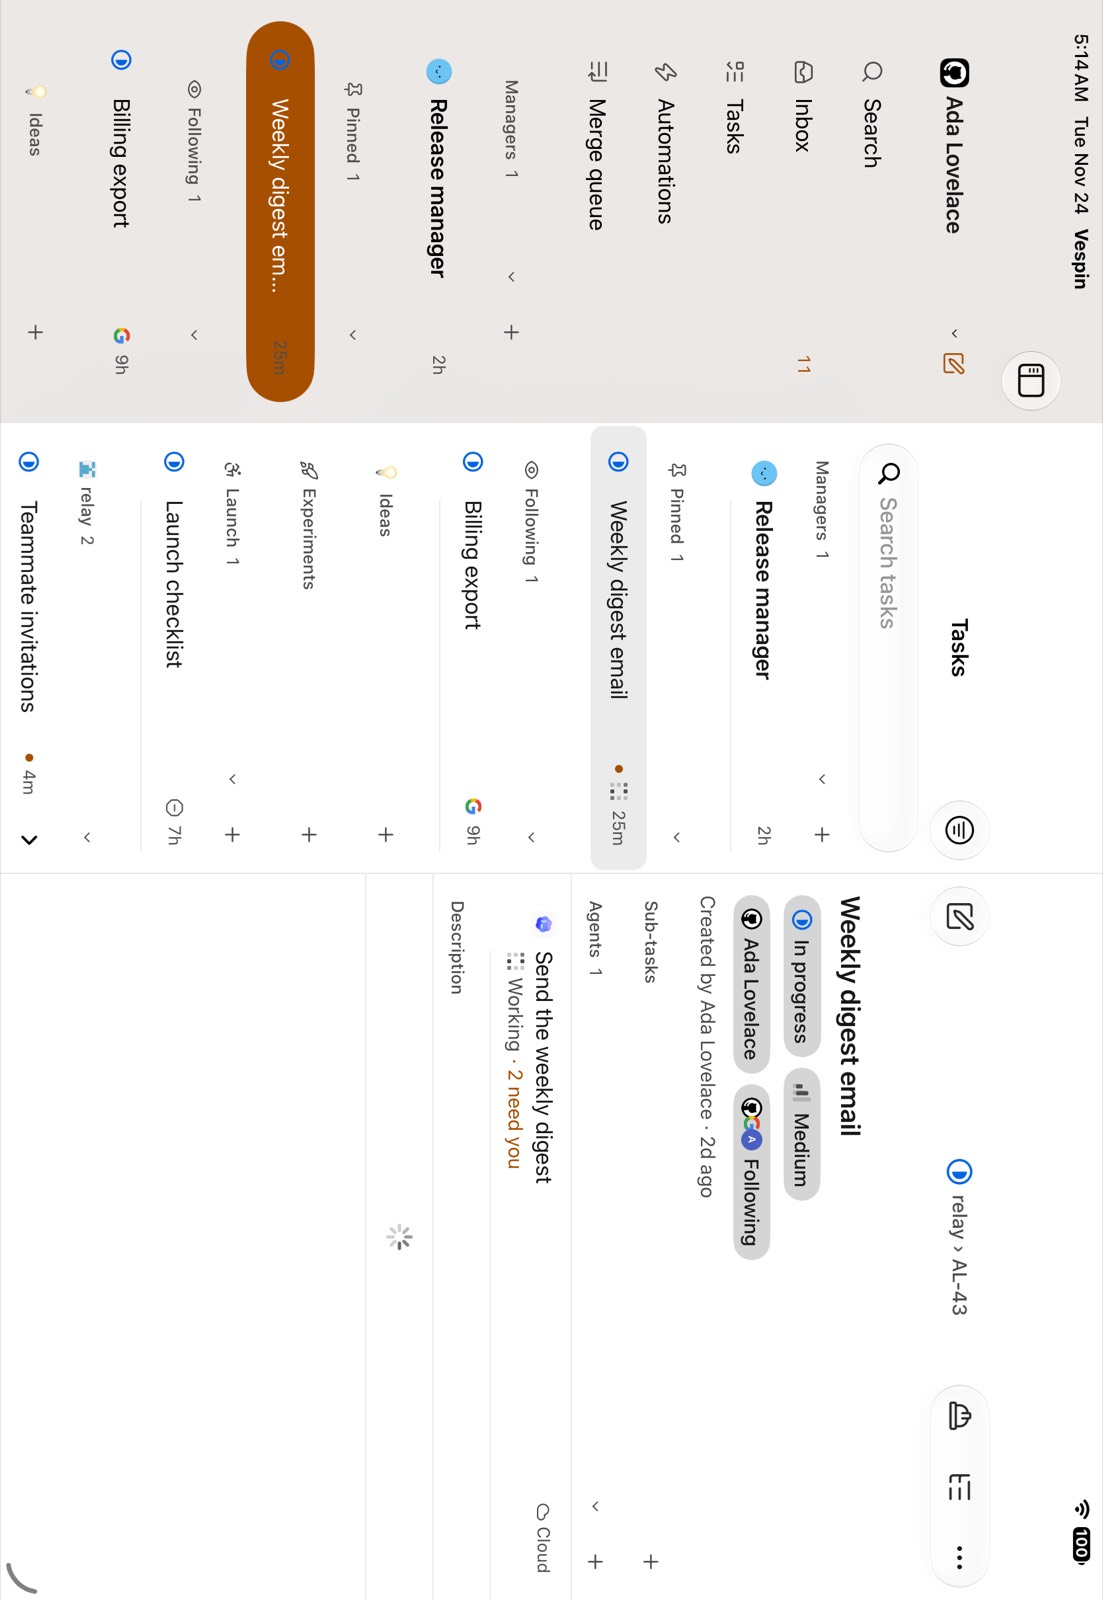 5:14 AM Tue Nov 24 Vespin
100
Ada Lovelace
Search
Inbox 11
Tasks
Automations
Merge queue
Managers 1
Release manager 2h
Pinned 1
Weekly digest em... 25m
Following 1
Billing export 9h
Ideas
Tasks
Search tasks
Managers 1
Release manager 2h
Pinned 1
Weekly digest email 25m
Following 1
Billing export 9h
Ideas
Experiments
Launch 1
Launch checklist 7h
relay 2
Teammate invitations 4m
relay › AL-43
Weekly digest email
In progress Medium
Ada Lovelace A Following
Created by Ada Lovelace · 2d ago
Sub-tasks
Agents 1
Send the weekly digest Cloud
Working · 2 need you
Description